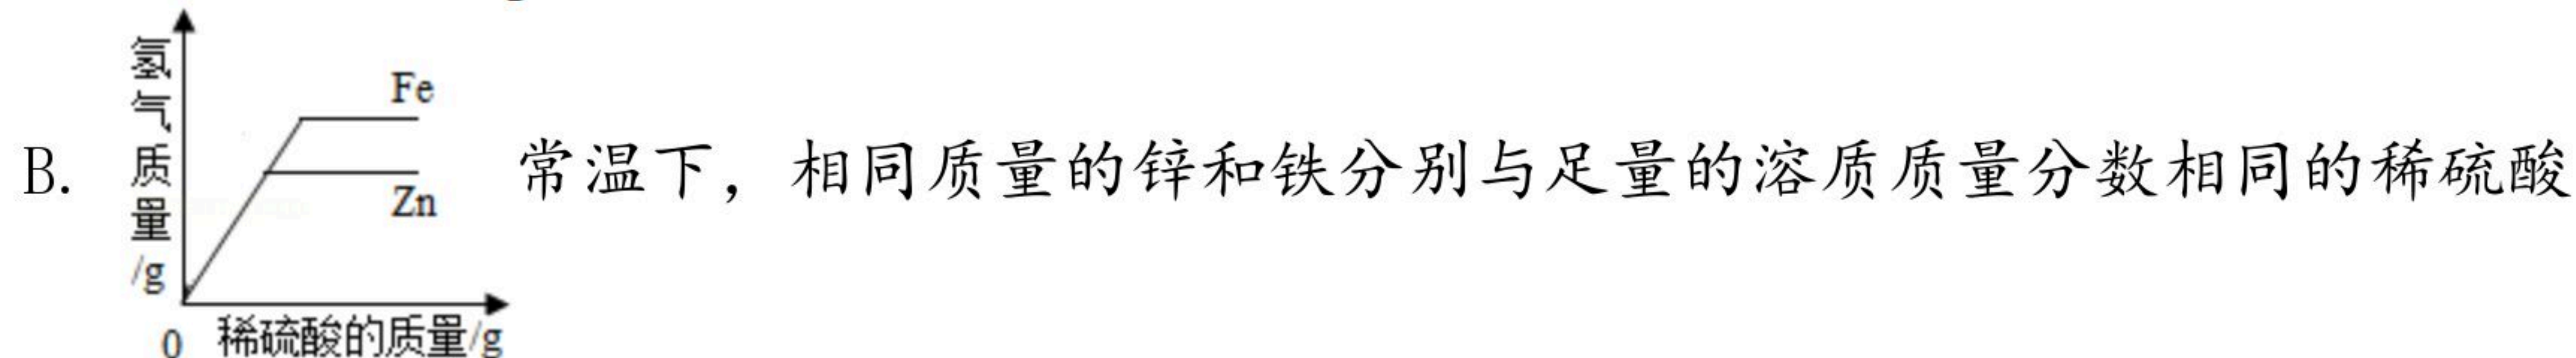 氢气质量/g
Fe
Zn
B.
常温下，相同质量的锌和铁分别与足量的溶质质量分数相同的稀硫酸
0 稀硫酸的质量/g